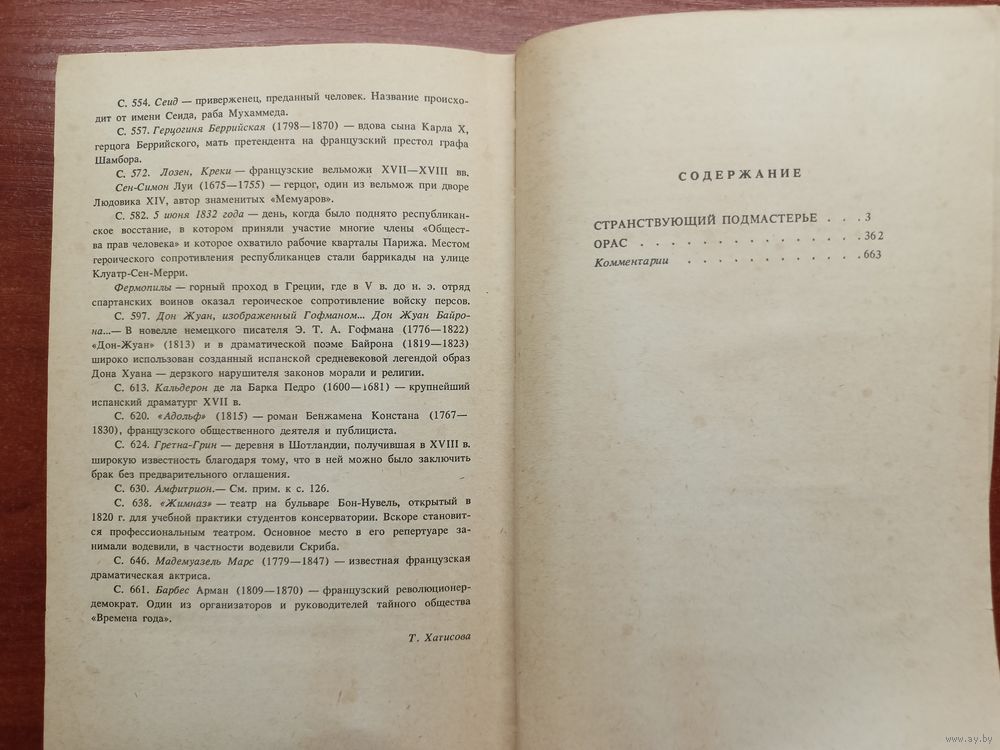 С. 554. Сеид — приверженец, преданный человек. Название происхо-
дит от имени Сеида, раба Мухаммеда.
С. 557. Герцогиня Беррийская (1798—1870) — вдова сына Карла X,
герцога Беррийского, мать претендента на французский престол графа
Шамбора.
С. 572. Лозен, Креки — французские вельможи XVII—XVIII вв.
Сен-Симон Луи (1675—1755) — герцог, один из вельмож при дворе
Людовика XIV, автор знаменитых «Мемуаров».
С. 582. 5 июня 1832 года — день, когда было поднято республикан-
ское восстание, в котором приняли участие многие члены «Общест-
ва прав человека» и которое охватило рабочие кварталы Парижа. Местом
героического сопротивления республиканцев стали баррикады на улице
Клуатр-Сен-Мерри.
Фермопилы — горный проход в Греции, где в V в. до н. э. отряд
спартанских воинов оказал героическое сопротивление войску персов.
С. 597. Дон Жуан, изображенный Гофманом... Дон Жуан Байро-
на...— В новелле немецкого писателя Э. Т. А. Гофмана (1776—1822)
«Дон-Жуан» (1813) и в драматической поэме Байрона (1819—1823)
широко использован созданный испанской средневековой легендой образ
Дона Хуана — дерзкого нарушителя законов морали и религии.
С. 613. Кальдерон де ла Барка Педро (1600—1681) — крупнейший
испанский драматург XVII в.
С. 620. «Адольф» (1815) — роман Бенжамена Констана (1767—
1830), французского общественного деятеля и публициста.
С. 624. Гретна-Грин — деревня в Шотландии, получившая в XVIII в.
широкую известность благодаря тому, что в ней можно было заключить
брак без предварительного оглашения.
С. 630. Амфитрион.— См. прим. к с. 126.
С. 638. «Жимназ» — театр на бульваре Бон-Нувель, открытый в
1820 г. для учебной практики студентов консерватории. Вскоре становит-
ся профессиональным театром. Основное место в его репертуаре за-
нимали водевили, в частности водевили Скриба.
С. 646. Мадемуазель Марс (1779—1847) — известная французская
драматическая актриса.
С. 661. Барбес Арман (1809—1870) — французский революционер-
демократ. Один из организаторов и руководителей тайного общества
«Времена года».
Т. Хатисова
СОДЕРЖАНИЕ
СТРАНСТВУЮЩИЙ ПОДМАСТЕРЬЕ . . . 3
ОРАС . . . . . . . . . . . . . . . 362
Комментарии . . . . . . . . . . . . 663
www.ay.by